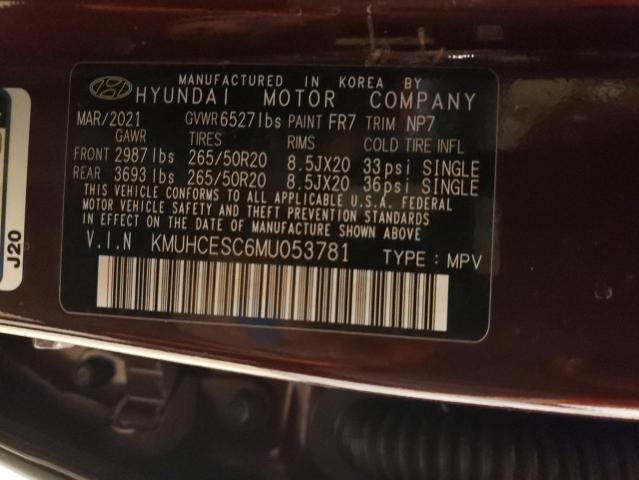 MANUFACTURED IN KOREA BY
HYUNDAI MOTOR COMPANY
MAR/2021 GVWR 6527lbs PAINT FR7 TRIM NP7
GAWR TIRES RIMS COLD TIRE INFL
FRONT 2987lbs 265/50R20 8.5JX20 33psi SINGLE
REAR 3693lbs 265/50R20 8.5JX20 36psi SINGLE
THIS VEHICLE CONFORMS TO ALL APPLICABLE U.S.A. FEDERAL
MOTOR VEHICLE SAFETY AND THEFT PREVENTION STANDARDS
IN EFFECT ON THE DATE OF MANUFACTURE SHOWN ABOVE
V.I.N KMUHCESC6MU053781 TYPE: MPV
J20